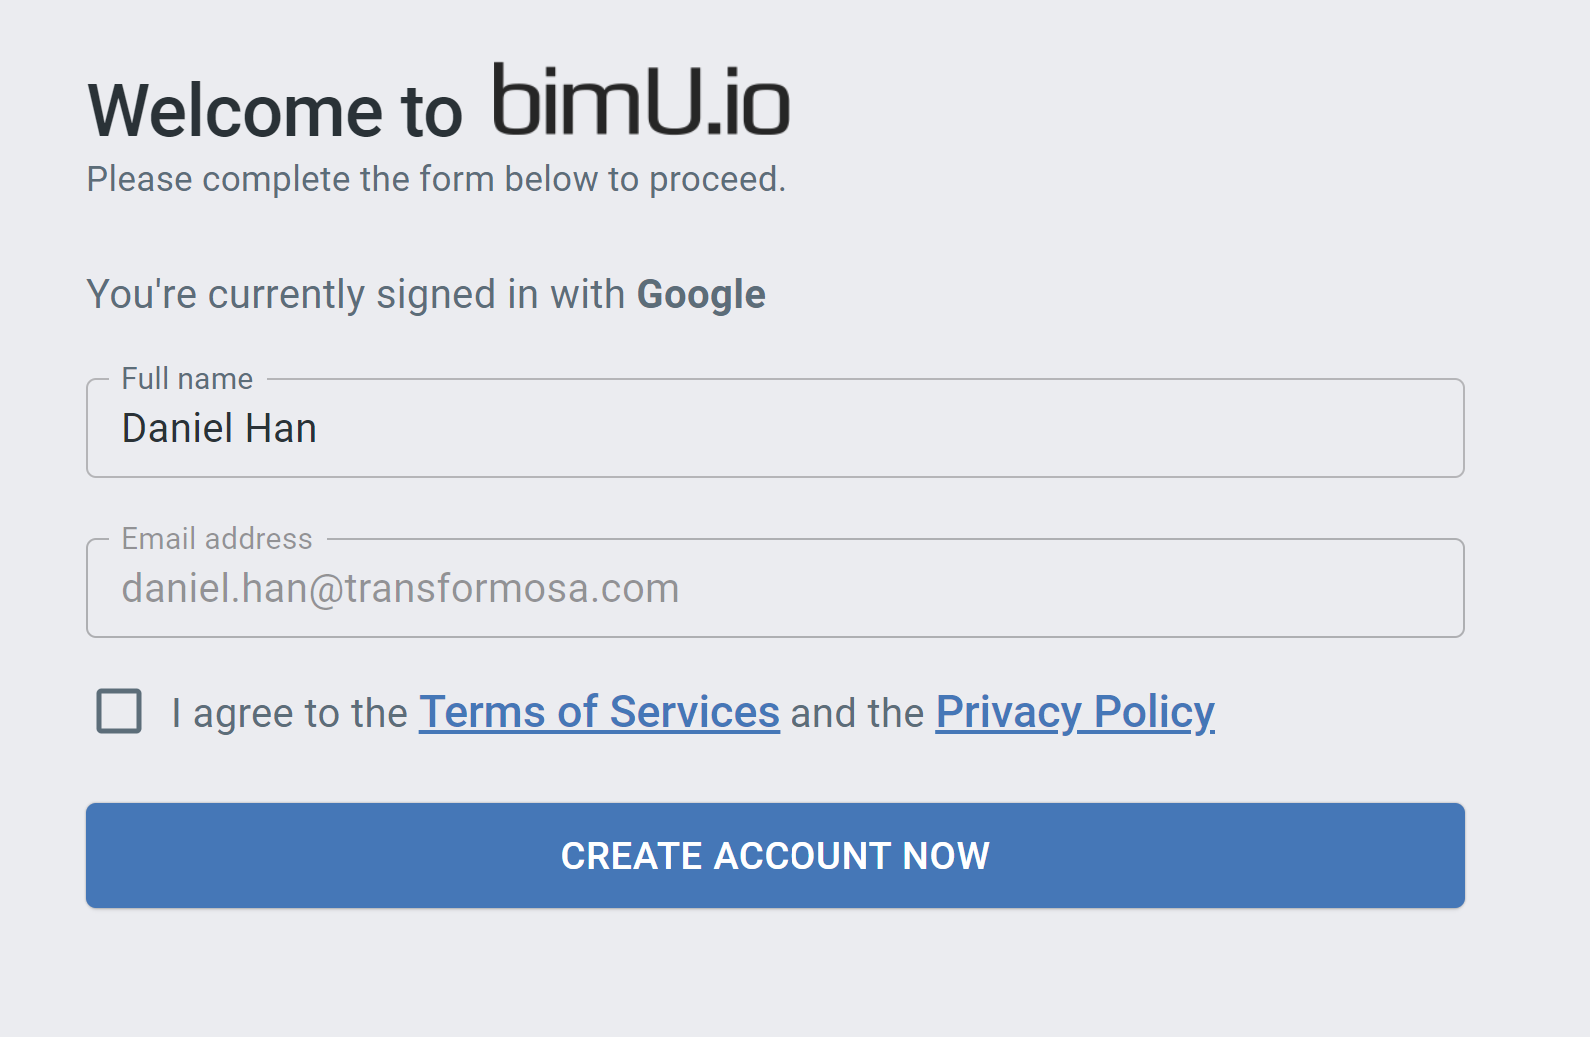 Welcome to bimU.io
Please complete the form below to proceed.
You're currently signed in with Google
Full name
Daniel Han
Email address
daniel.han@transformosa.com
I agree to the Terms of Services and the Privacy Policy
CREATE ACCOUNT NOW